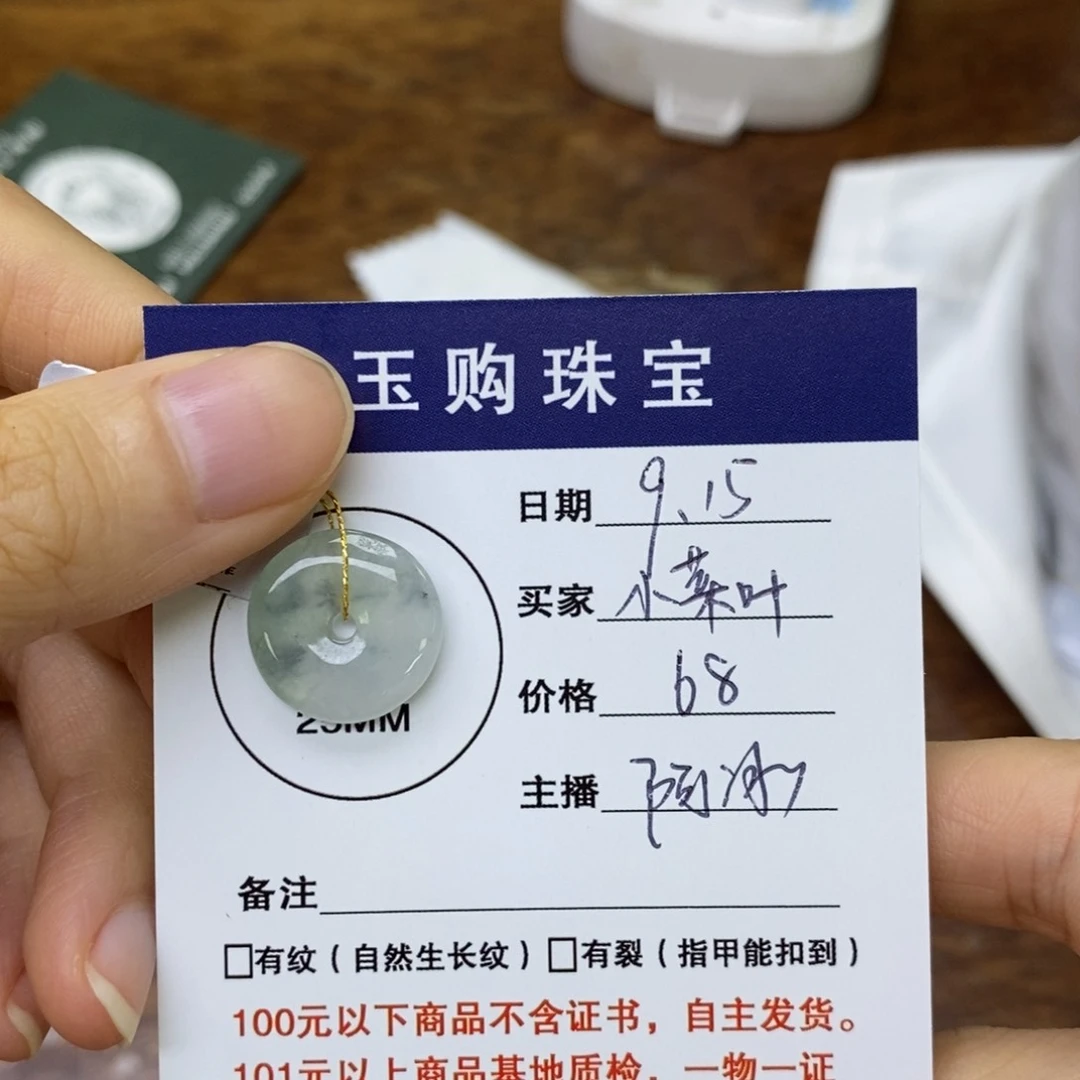 玉购珠宝
日期 9.15
买家 小菜叶
价格 68
主播 阿冰
25MM
备注
□有纹(自然生长纹) □有裂(指甲能扣到)
100元以下商品不含证书，自主发货。
101元以上商品基地质检，一物一证